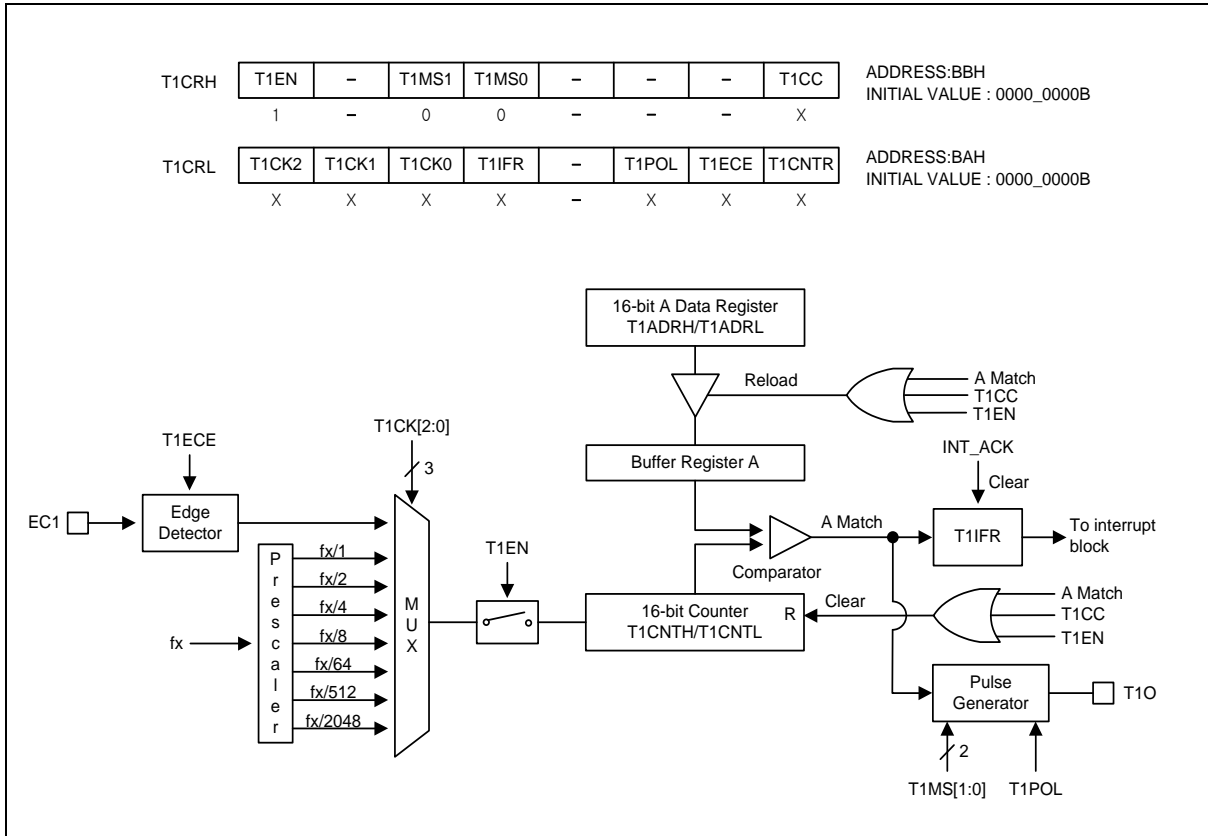 T1CRH T1EN – T1MS1 T1MS0 – – – T1CC
1 – 0 0 – – – X
ADDRESS:BBH
INITIAL VALUE : 0000_0000B
T1CRL T1CK2 T1CK1 T1CK0 T1IFR – T1POL T1ECE T1CNTR
X X X X – X X X
ADDRESS:BAH
INITIAL VALUE : 0000_0000B
16-bit A Data Register
T1ADRH/T1ADRL
Reload
A Match
T1CC
T1EN
Buffer Register A
INT_ACK
Clear
T1ECE
T1CK[2:0]
3
EC1
Edge
Detector
Prescaler
fx
fx/1
fx/2
fx/4
fx/8
fx/64
fx/512
fx/2048
MUX
T1EN
Comparator
A Match
T1IFR
To interrupt
block
16-bit Counter
T1CNTH/T1CNTL
R
Clear
A Match
T1CC
T1EN
Pulse
Generator
T1O
2
T1MS[1:0]
T1POL